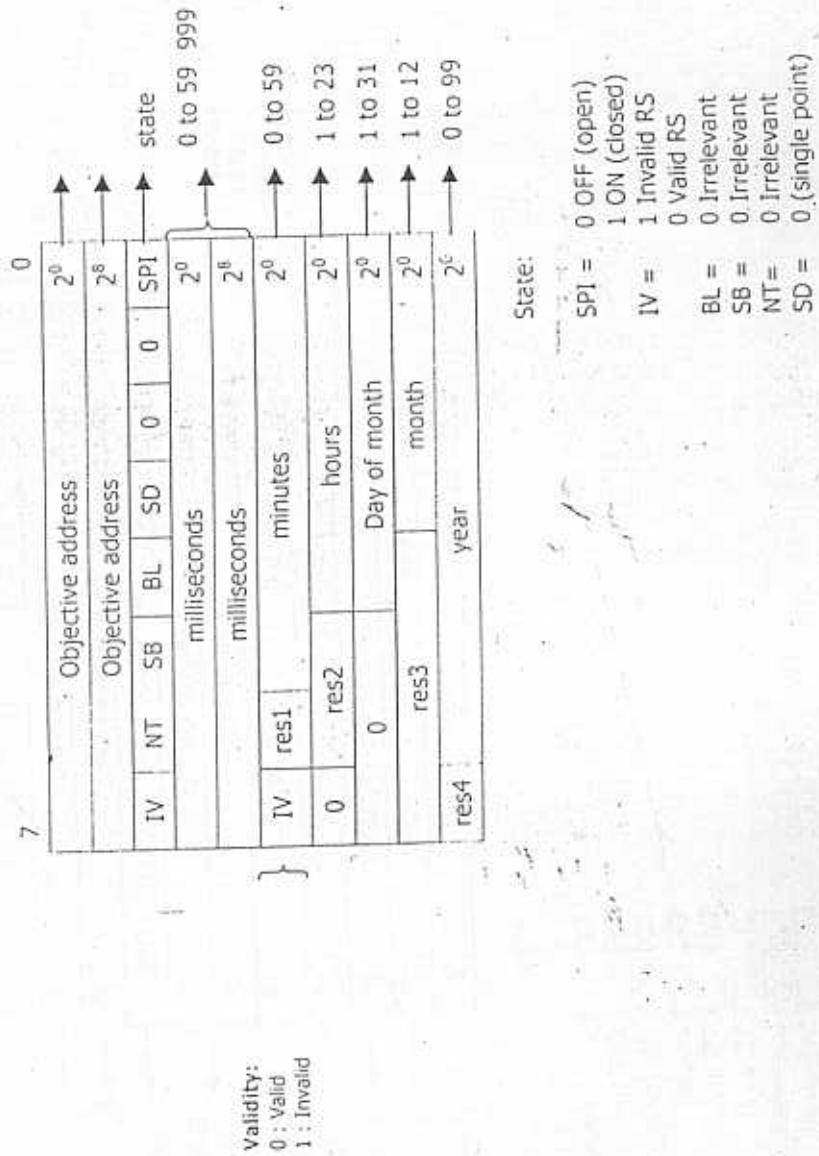 7 0
Objective address 2⁰
Objective address 2⁸
IV NT SB BL SD 0 0 SPI state
milliseconds 2⁰ 0 to 59 999
milliseconds 2⁸
IV res1 minutes 2⁰ 0 to 59
0 res2 hours 2⁰ 1 to 23
0 Day of month 2⁰ 1 to 31
res3 month 2⁰ 1 to 12
res4 year 2⁰ 0 to 99
Validity:
0 : Valid
1 : Invalid
State:
SPI = 0 OFF (open)
1 ON (closed)
IV = 1 Invalid RS
0 Valid RS
BL = 0 Irrelevant
SB = 0 Irrelevant
NT= 0 Irrelevant
SD = 0 (single point)